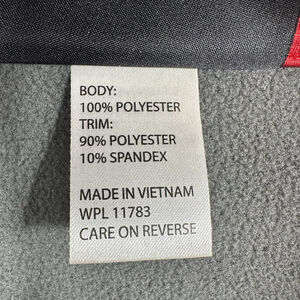 BODY:
100% POLYESTER
TRIM:
90% POLYESTER
10% SPANDEX
MADE IN VIETNAM
WPL 11783
CARE ON REVERSE